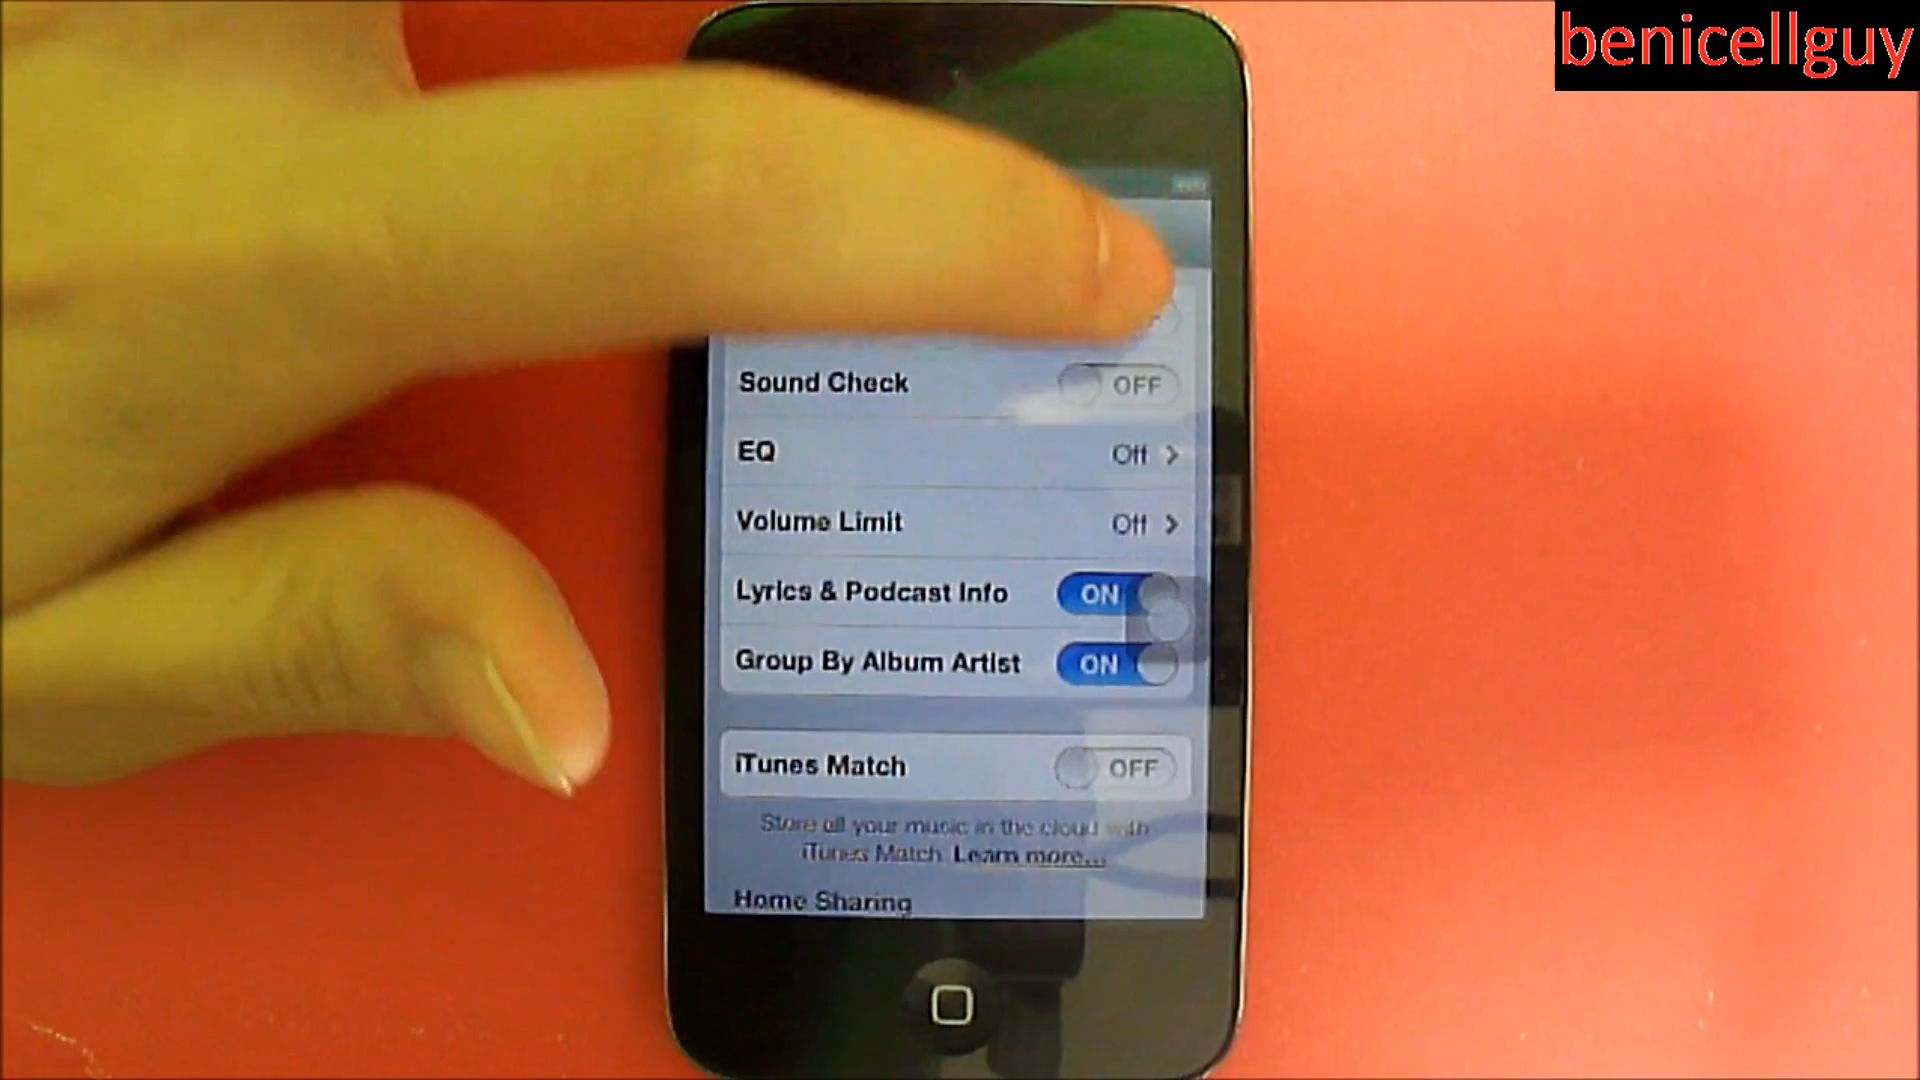 benicellguy
Sound Check OFF
EQ Off
Volume Limit Off
Lyrics & Podcast Info ON
Group By Album Artist ON
iTunes Match OFF
Store all your music in the cloud with
iTunes Match. Learn more...
Home Sharing